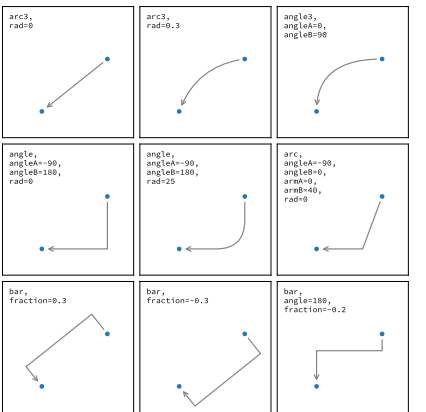 arc3,
rad=0
arc3,
rad=0.3
angle3,
angleA=0,
angleB=90
angle,
angleA=-90,
angleB=180,
rad=0
angle,
angleA=-90,
angleB=180,
rad=25
arc,
angleA=-90,
angleB=0,
armA=0,
armB=40,
rad=0
bar,
fraction=0.3
bar,
fraction=-0.3
bar,
angle=180,
fraction=-0.2